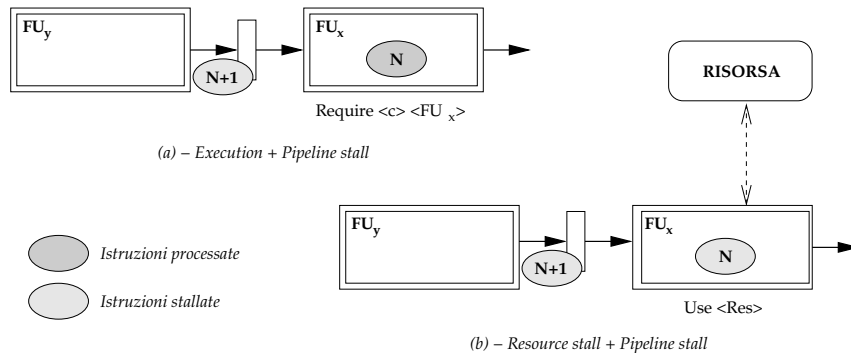 FUy
FUx
N
N+1
Require <c> <FU x>
(a) – Execution + Pipeline stall
RISORSA
FUy
FUx
N
N+1
Use <Res>
(b) – Resource stall + Pipeline stall
Istruzioni processate
Istruzioni stallate